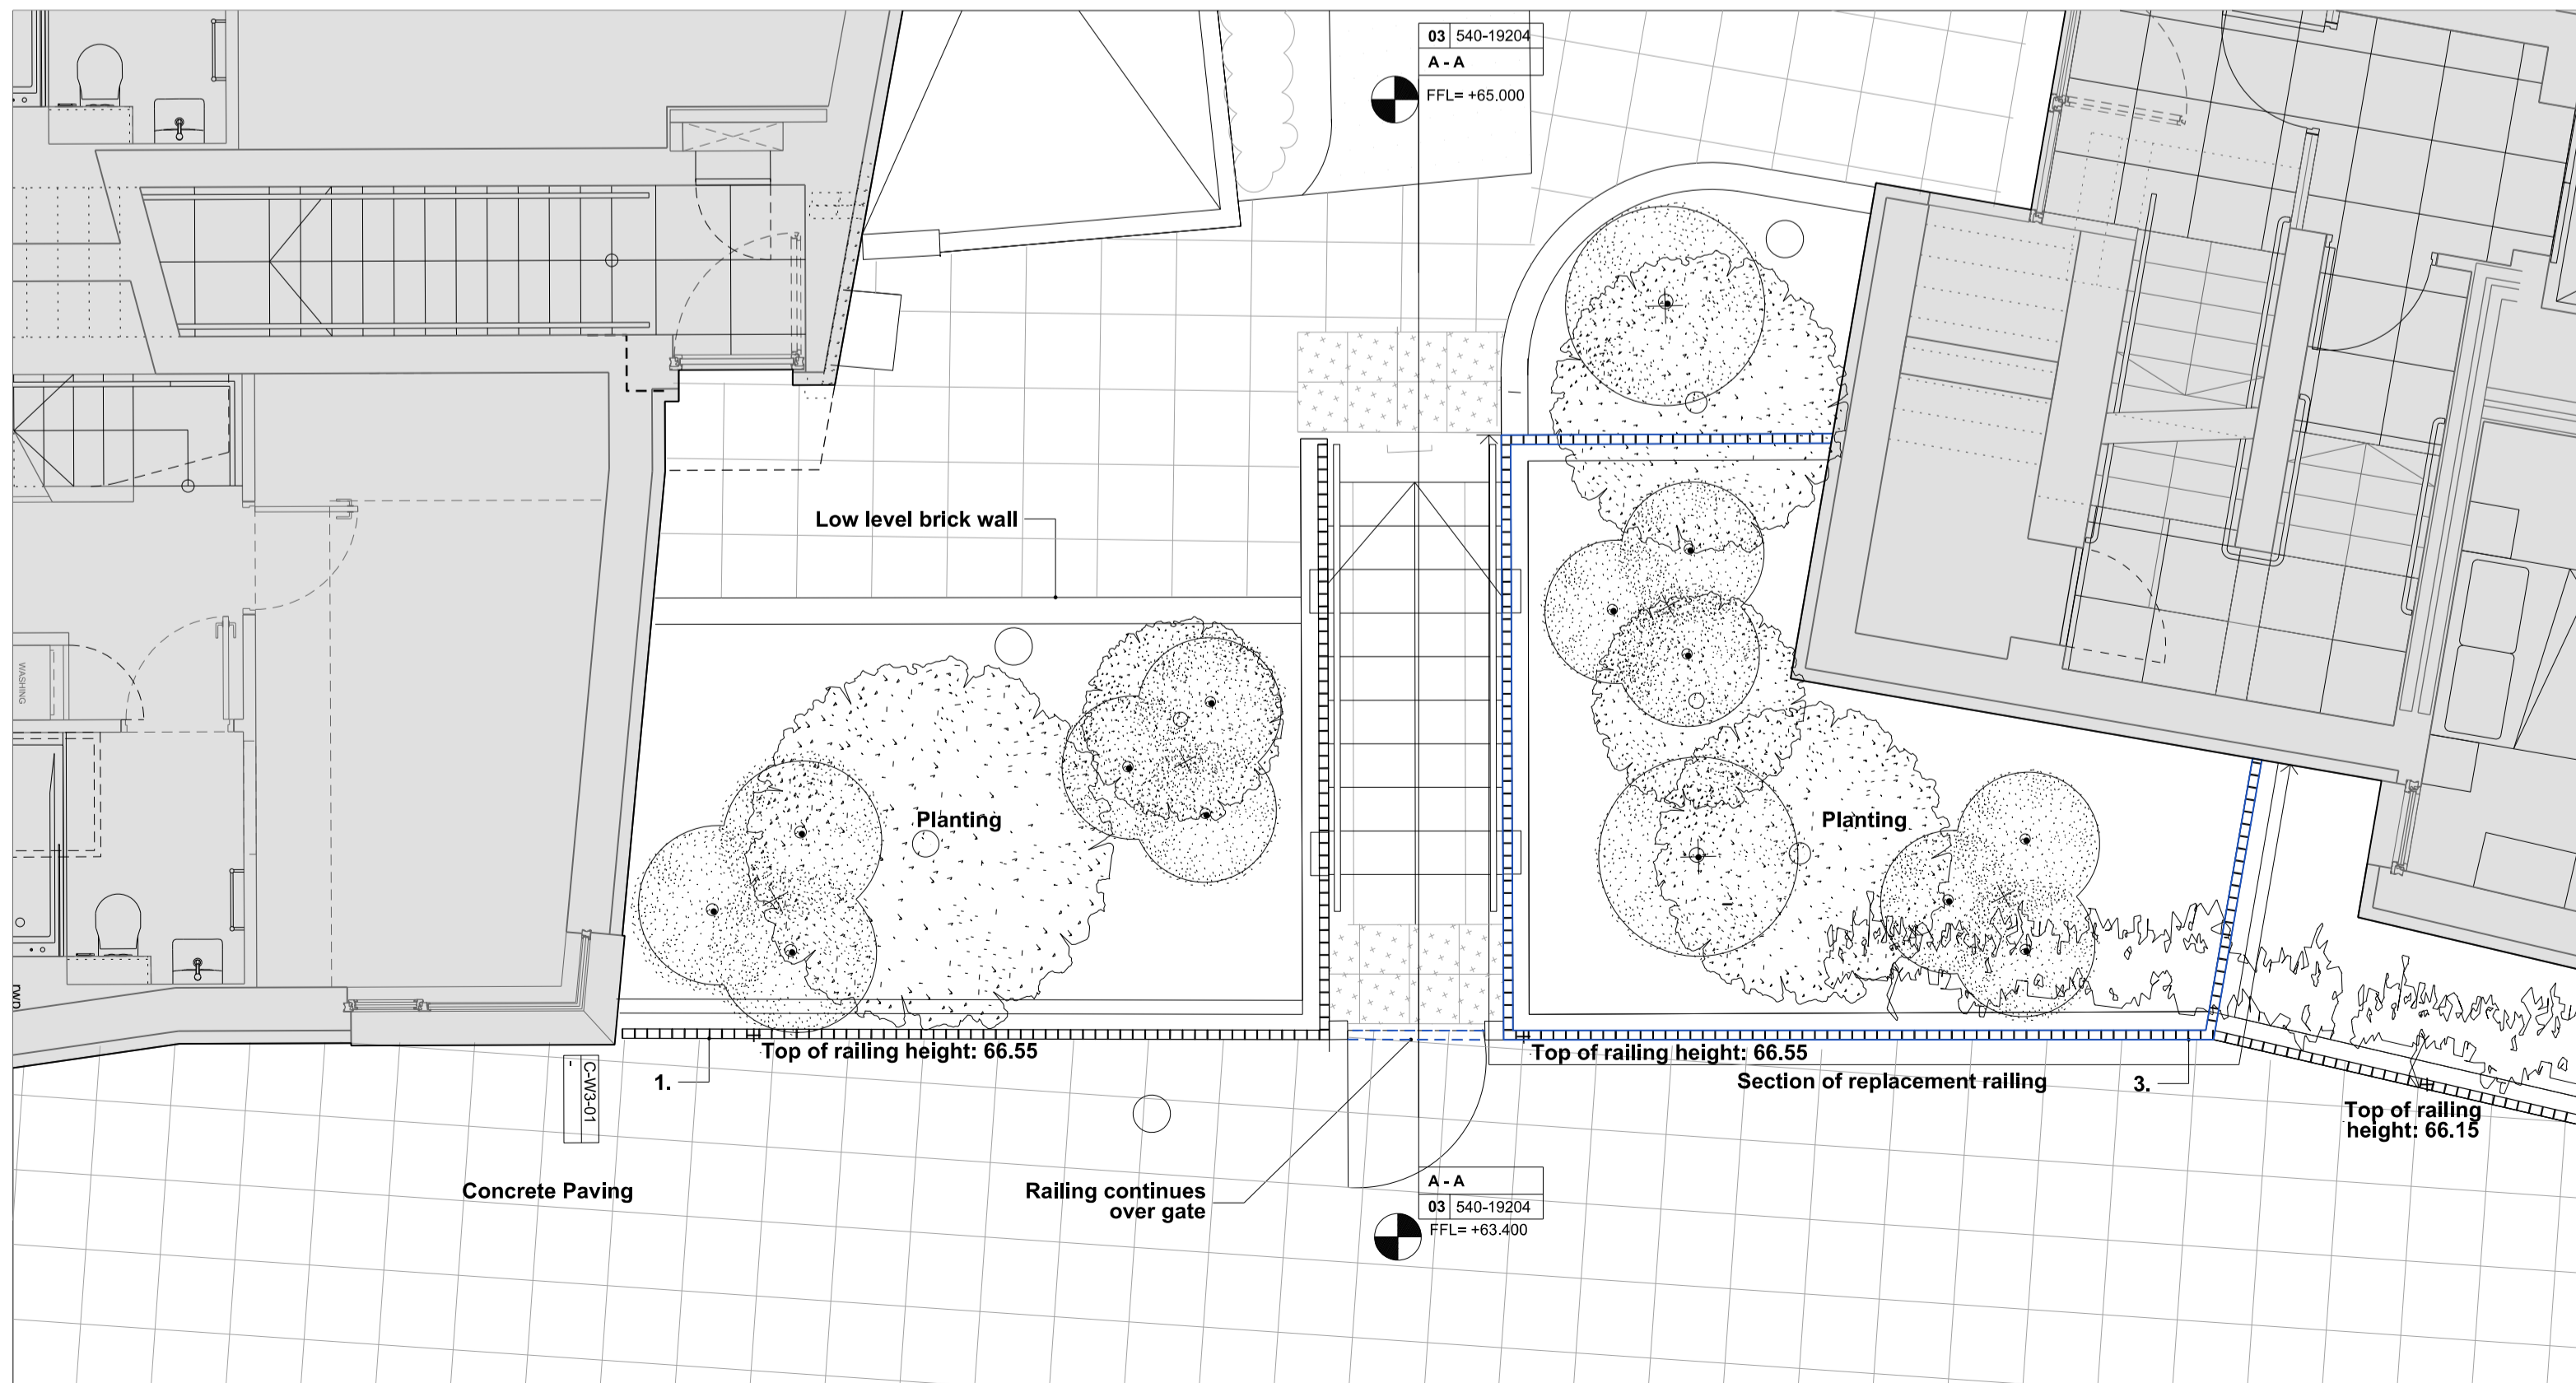 03 540-19204
A - A
FFL= +65.000
Low level brick wall
WASHING
Planting
Planting
Top of railing height: 66.55
Top of railing height: 66.55
1.
Section of replacement railing
3.
C-W3-01
-
Top of railing
height: 66.15
Concrete Paving
Railing continues
over gate
A - A
03 540-19204
FFL= +63.400